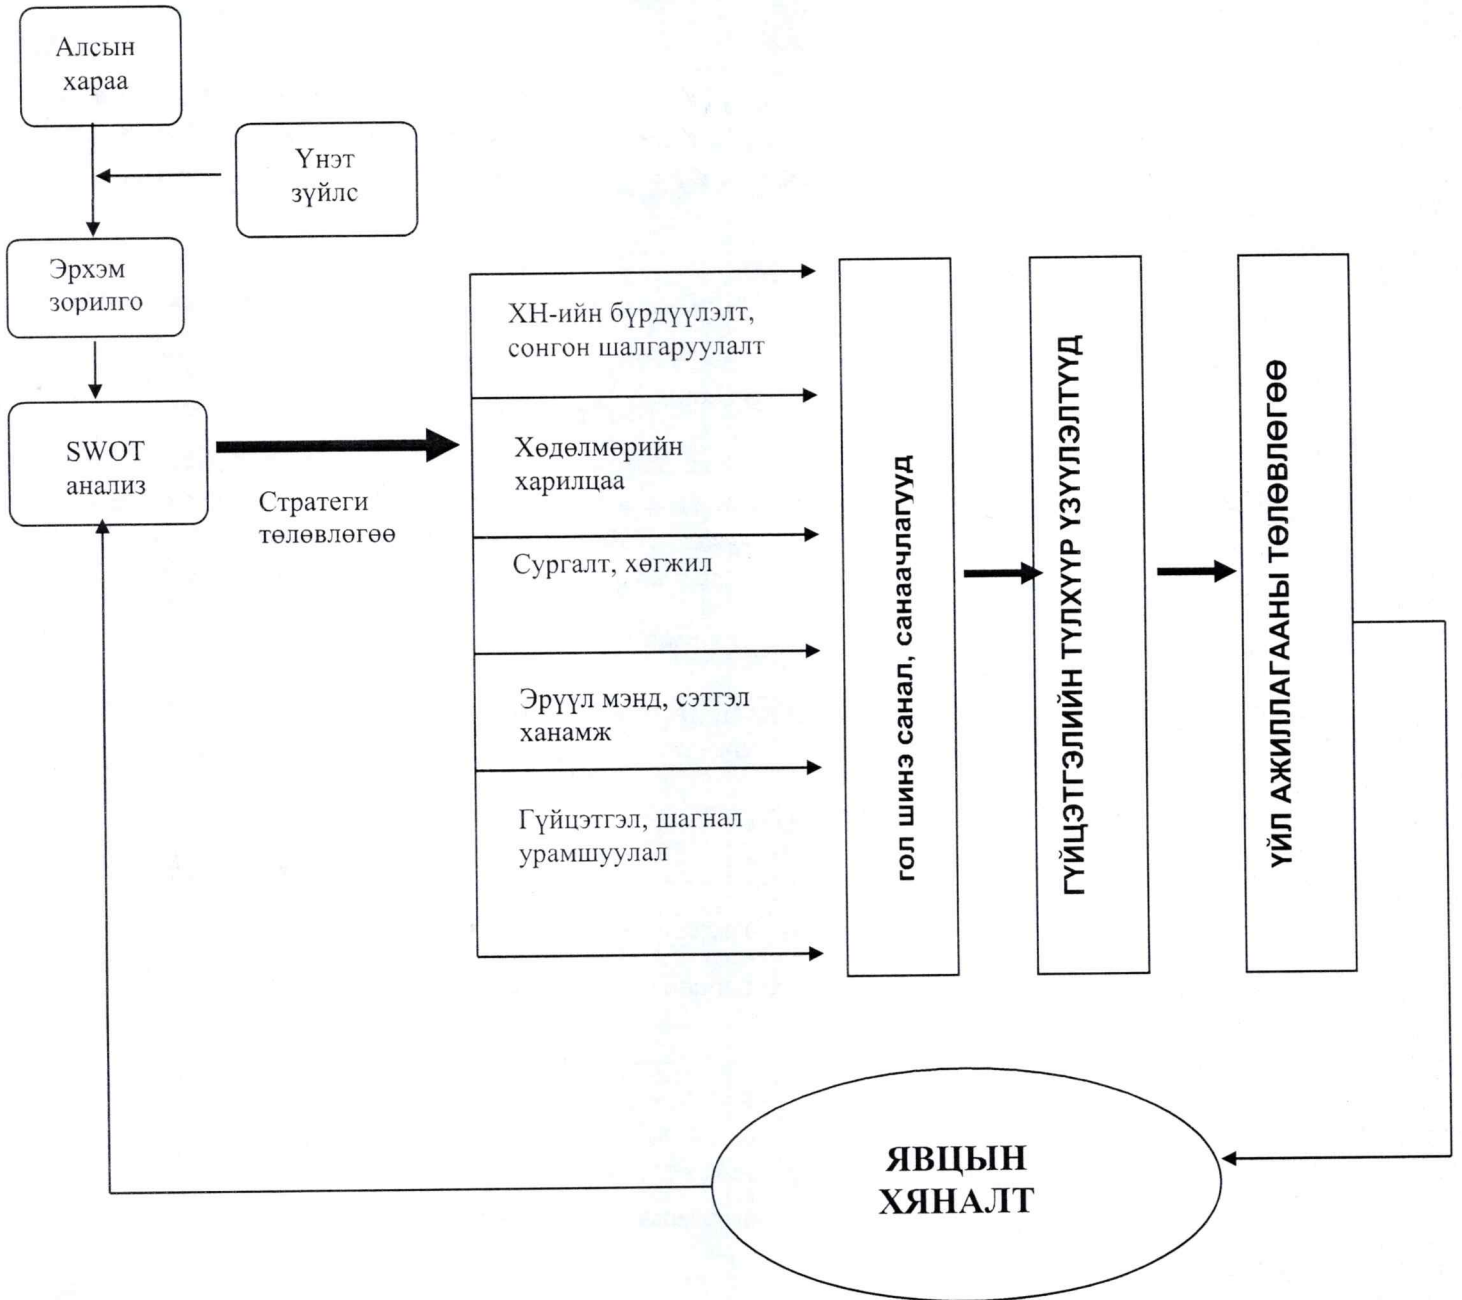 Алсын
хараа
Үнэт
зүйлс
Эрхэм
зорилго
SWOT
анализ
Стратеги
төлөвлөгөө
ХН-ийн бүрдүүлэлт,
сонгон шалгаруулалт
Хөдөлмөрийн
харилцаа
Сургалт, хөгжил
Эрүүл мэнд, сэтгэл
ханамж
Гүйцэтгэл, шагнал
урамшуулал
гол шинэ санал, санаачлагууд
ГҮЙЦЭТГЭЛИЙН ТҮЛХҮҮР ҮЗҮҮЛЭЛТҮҮД
ҮЙЛ АЖИЛЛАГААНЫ ТӨЛӨВЛӨГӨӨ
ЯВЦЫН
ХЯНАЛТ